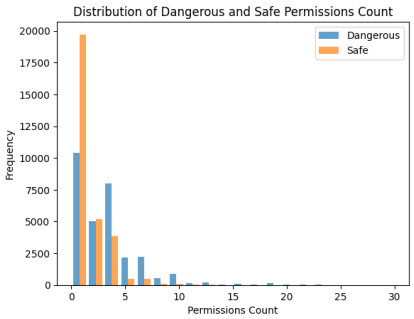 Distribution of Dangerous and Safe Permissions Count
Dangerous
Safe
20000
17500
15000
12500
10000
7500
5000
2500
0
Frequency
0 5 10 15 20 25 30
Permissions Count